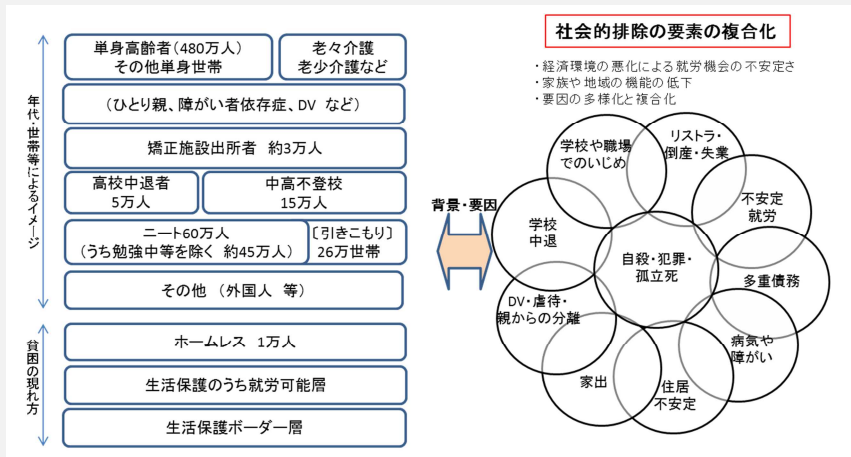 年代・世帯等によるイメージ
単身高齢者(480万人)
その他単身世帯
老々介護
老少介護など
(ひとり親、障がい者依存症、DV など)
矯正施設出所者 約3万人
高校中退者
5万人
中高不登校
15万人
ニート60万人
(うち勉強中等を除く 約45万人)
〔引きこもり〕
26万世帯
その他 (外国人 等)
貧困の現れ方
ホームレス 1万人
生活保護のうち就労可能層
生活保護ボーダー層
背景・要因
社会的排除の要素の複合化
・経済環境の悪化による就労機会の不安定さ
・家族や地域の機能の低下
・要因の多様化と複合化
学校や職場
でのいじめ
リストラ・
倒産・失業
不安定
就労
多重債務
病気や
障がい
住居
不安定
家出
DV・虐待・
親からの分離
学校
中退
自殺・犯罪・
孤立死